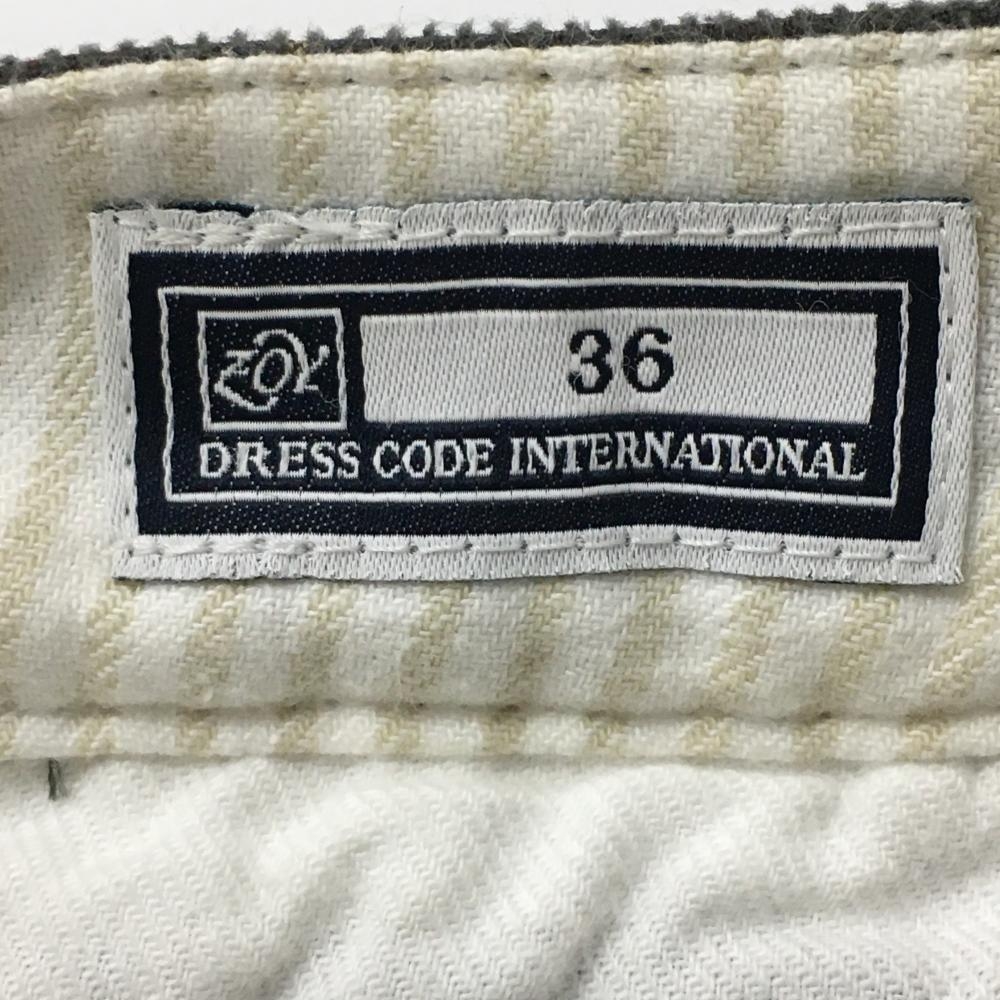 ZOY
36
DRESS CODE INTERNATIONAL